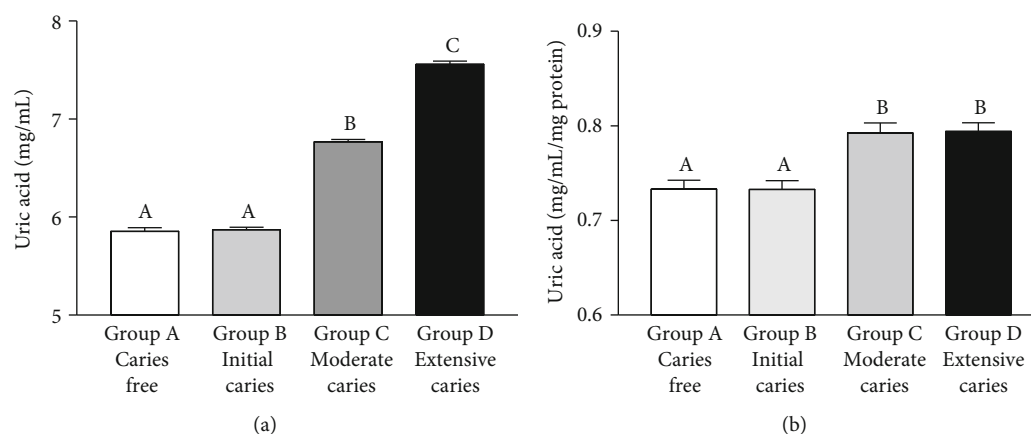 8
7
6
5
Uric acid (mg/mL)
A
A
B
C
Group A
Caries
free
Group B
Initial
caries
Group C
Moderate
caries
Group D
Extensive
caries
(a)
0.9
0.8
0.7
0.6
Uric acid (mg/mL/mg protein)
A
A
B
B
Group A
Caries
free
Group B
Initial
caries
Group C
Moderate
caries
Group D
Extensive
caries
(b)